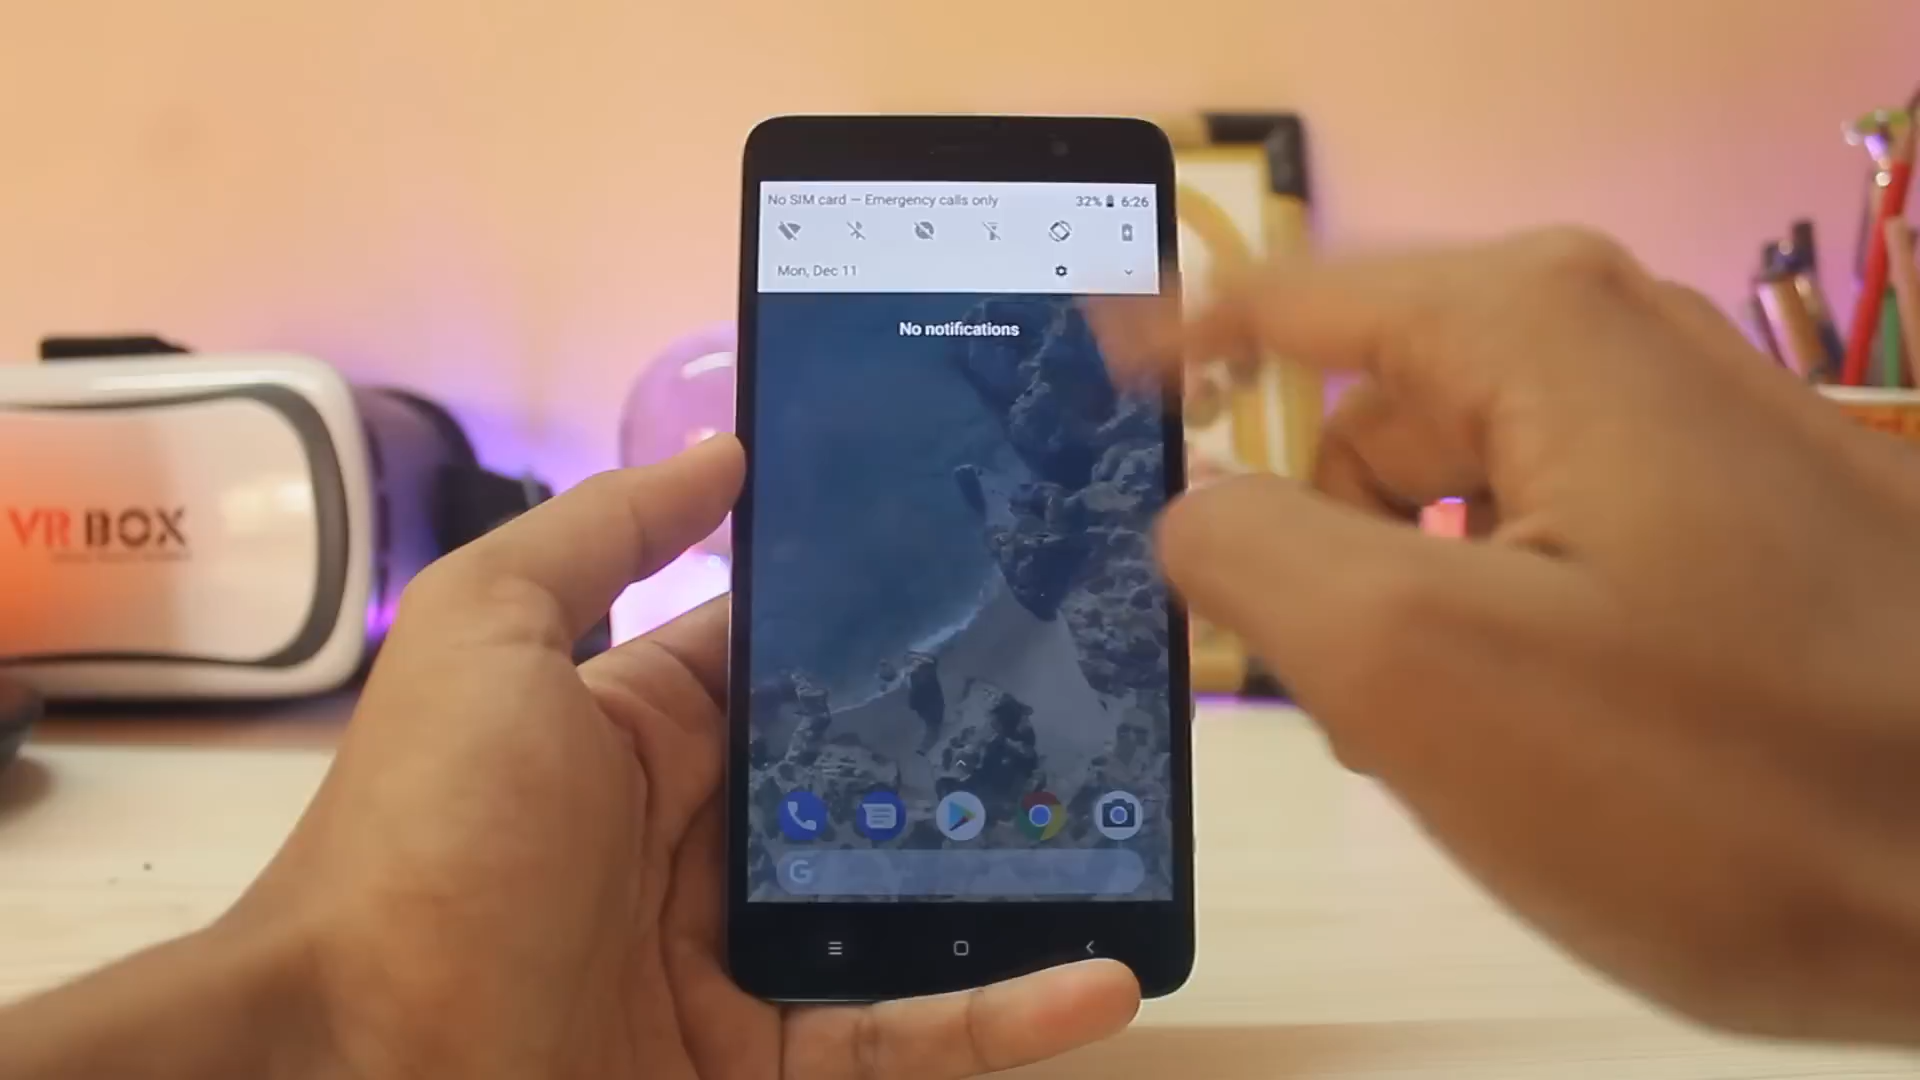 No SIM card — Emergency calls only
32% 6:26
Mon, Dec 11
No notifications
G
VR BOX